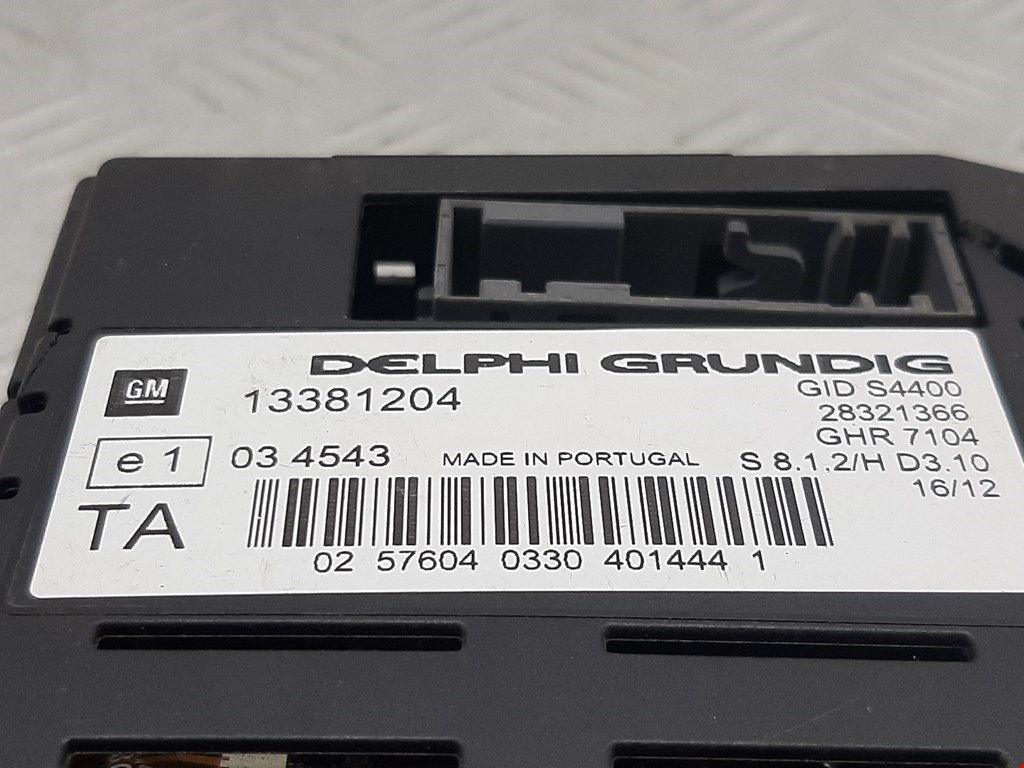 DELPHI GRUNDIG
GM 13381204 GID S4400
28321366
GHR 7104
e 1 03 4543 MADE IN PORTUGAL S 8.1.2/H D3.10
16/12
TA
02 57604 0330 401444 1